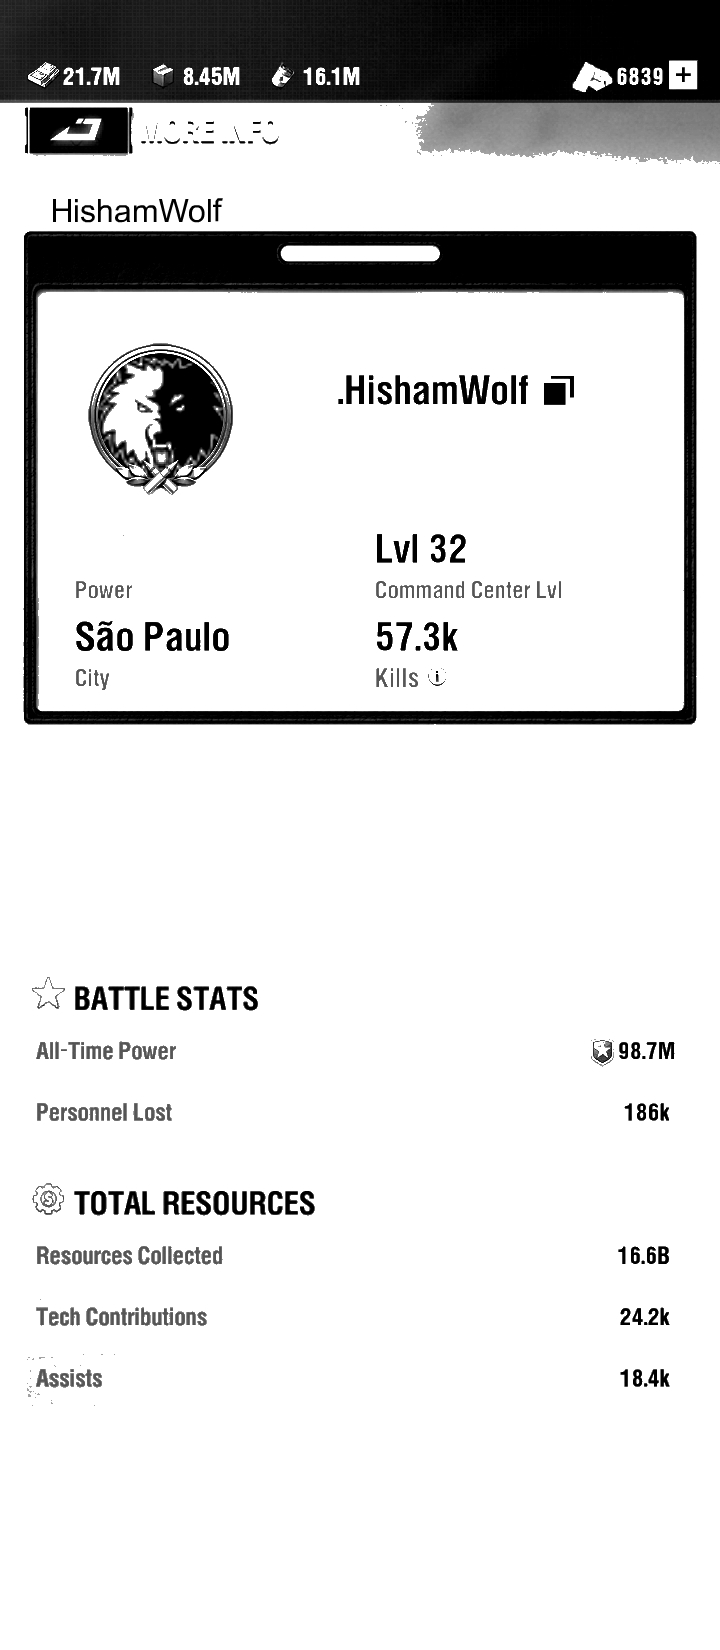 21.7M 8.45M 16.1M 6839 +
MORE INFO
HishamWolf
.HishamWolf
Lvl 32
Power Command Center Lvl
São Paulo 57.3k
City Kills i
BATTLE STATS
All-Time Power 98.7M
Personnel Lost 186k
TOTAL RESOURCES
Resources Collected 16.6B
Tech Contributions 24.2k
Assists 18.4k